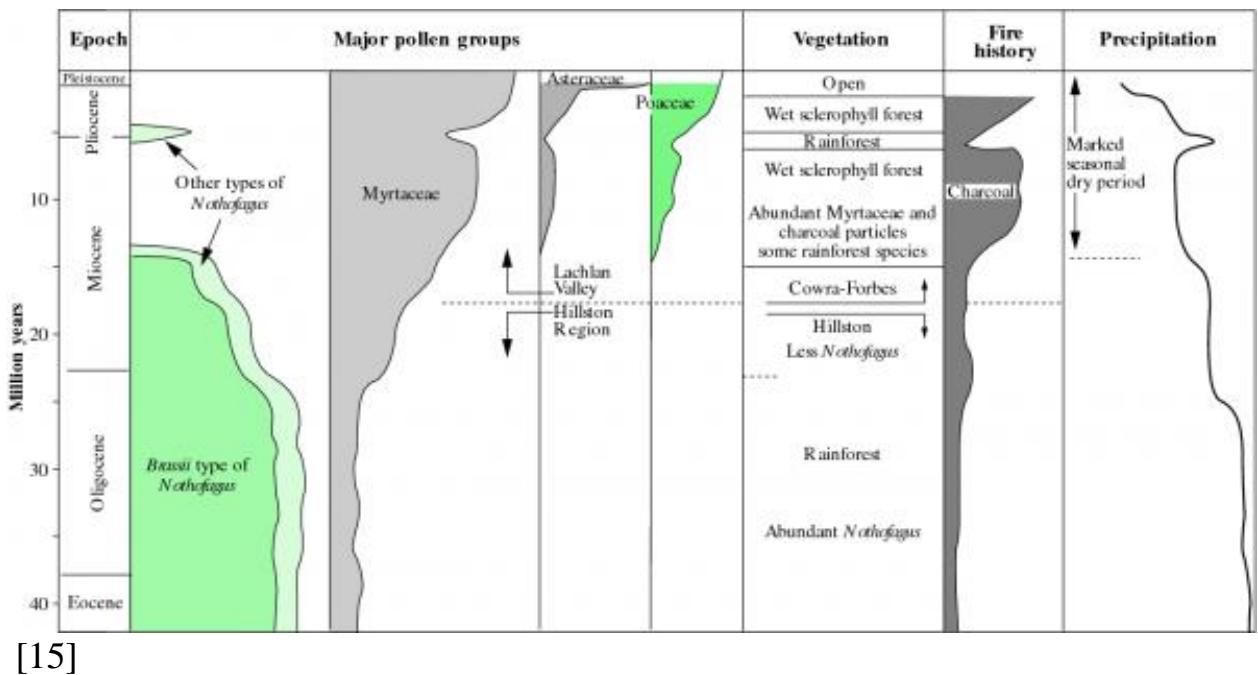 Epoch
Major pollen groups
Vegetation
Fire
history
Precipitation
Pleistocene
Pliocene
Miocene
Oligocene
Eocene
Million years
10
20
30
40
Other types of
Nothofagus
Brassii type of
Nothofagus
Myrtaceae
Asteraceae
Poaceae
Lachlan
Valley
Hillston
Region
Open
Wet sclerophyll forest
Rainforest
Wet sclerophyll forest
Abundant Myrtaceae and
charcoal particles
some rainforest species
Cowra-Forbes
Hillston
Less Nothofagus
Rainforest
Abundant Nothofagus
Charcoal
Marked
seasonal
dry period
[15]